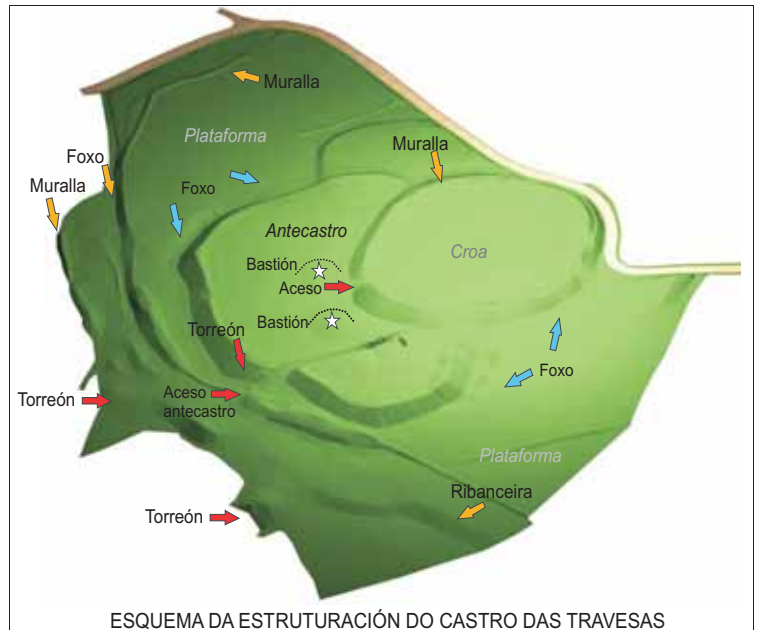 Muralla
Plataforma
Muralla
Foxo
Muralla
Foxo
Antecastro
Croa
Bastión
Aceso
Bastión
Torreón
Foxo
Torreón
Aceso
antecastro
Plataforma
Ribanceira
Torreón
ESQUEMA DA ESTRUTURACIÓN DO CASTRO DAS TRAVESAS